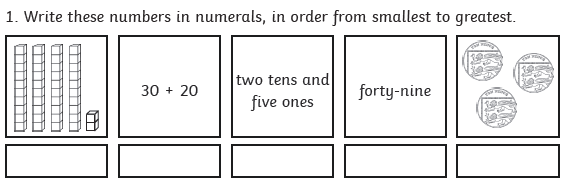 1. Write these numbers in numerals, in order from smallest to greatest.
30 + 20
two tens and
five ones
forty-nine